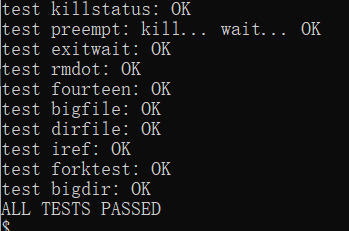 test killstatus: OK
test preempt: kill... wait... OK
test exitwait: OK
test rmdot: OK
test fourteen: OK
test bigfile: OK
test dirfile: OK
test iref: OK
test forktest: OK
test bigdir: OK
ALL TESTS PASSED
$